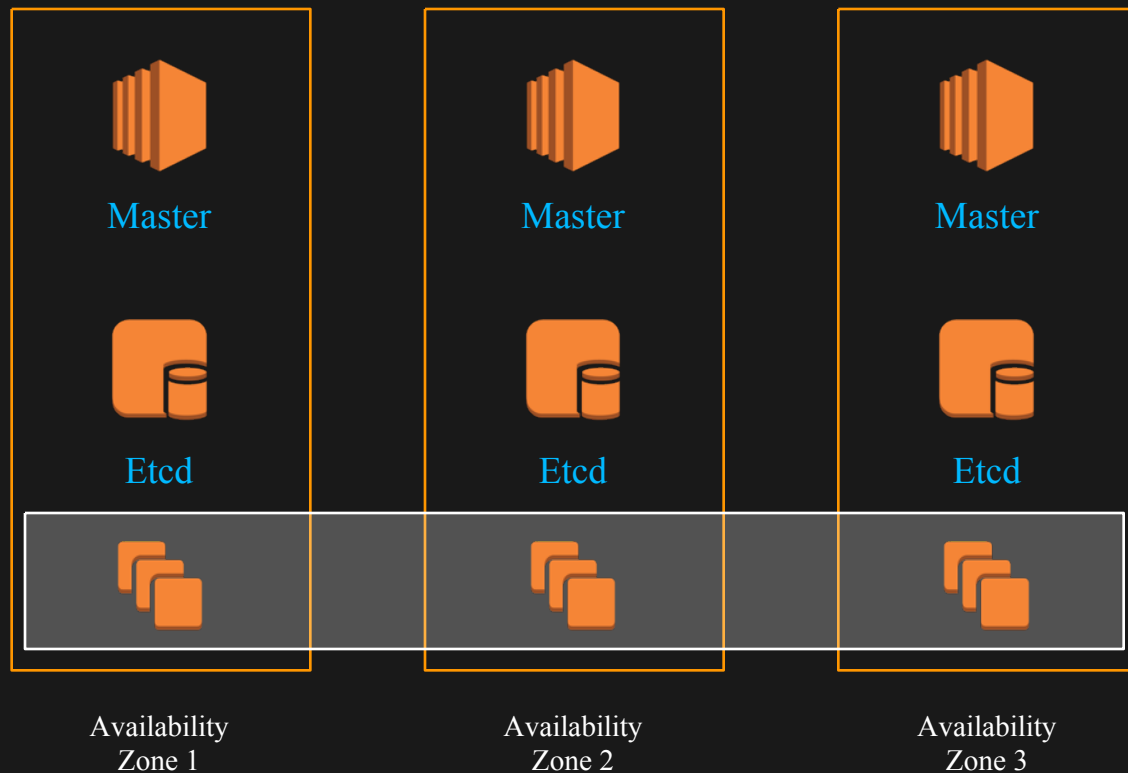 Master
Master
Master
Etcd
Etcd
Etcd
Availability
Zone 1
Availability
Zone 2
Availability
Zone 3